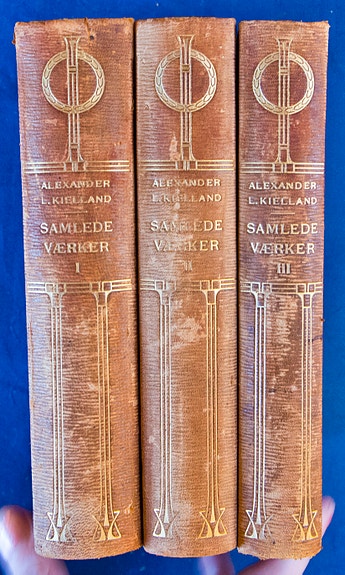 ALEXANDER
L.KIELLAND
SAMLEDE
VÆRKER
I
ALEXANDER
L.KIELLAND
SAMLEDE
VÆRKER
II
ALEXANDER
L.KIELLAND
SAMLEDE
VÆRKER
III